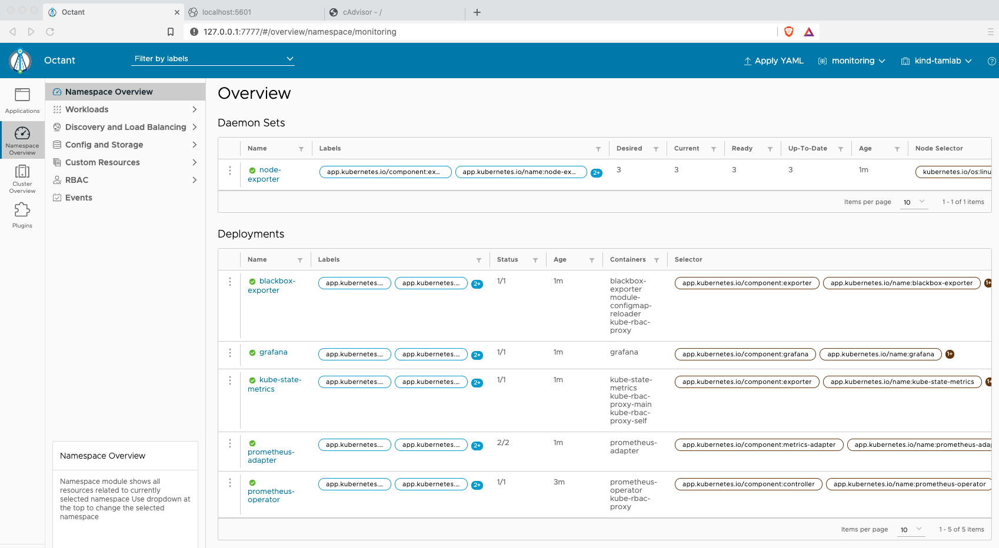 Octant
localhost:5601
cAdvisor - /
127.0.0.1:7777/#/overview/namespace/monitoring
Octant
Filter by labels
Apply YAML
monitoring
kind-tamlab
Applications
Namespace
Overview
Cluster
Overview
Plugins
Namespace Overview
Workloads
Discovery and Load Balancing
Config and Storage
Custom Resources
RBAC
Events
Namespace Overview
Namespace module shows all
resources related to currently
selected namespace Use dropdown at
the top to change the selected
namespace
Overview
Daemon Sets
Name Labels Desired Current Ready Up-To-Date Age Node Selector
node- app.kubernetes.io/component:ex... app.kubernetes.io/name:node-ex... 2+ 3 3 3 3 1m kubernetes.io/os:linu
exporter
Items per page 10 1 - 1 of 1 items
Deployments
Name Labels Status Age Containers Selector
blackbox- app.kubernetes.... app.kubernetes.... 2+ 1/1 1m blackbox- app.kubernetes.io/component:exporter app.kubernetes.io/name:blackbox-exporter 1+
exporter exporter
module-
configmap-
reloader
kube-rbac-
proxy
grafana app.kubernetes.... app.kubernetes.... 2+ 1/1 1m grafana app.kubernetes.io/component:grafana app.kubernetes.io/name:grafana 1+
kube-state- app.kubernetes.... app.kubernetes.... 2+ 1/1 1m kube-state- app.kubernetes.io/component:exporter app.kubernetes.io/name:kube-state-metrics 1+
metrics metrics
kube-rbac-
proxy-main
kube-rbac-
proxy-self
prometheus- app.kubernetes.... app.kubernetes.... 2+ 2/2 1m prometheus- app.kubernetes.io/component:metrics-adapter app.kubernetes.io/name:prometheus-adap
adapter adapter
prometheus- app.kubernetes.... app.kubernetes.... 2+ 1/1 3m prometheus- app.kubernetes.io/component:controller app.kubernetes.io/name:prometheus-operator
operator operator
kube-rbac-
proxy
Items per page 10 1 - 5 of 5 items